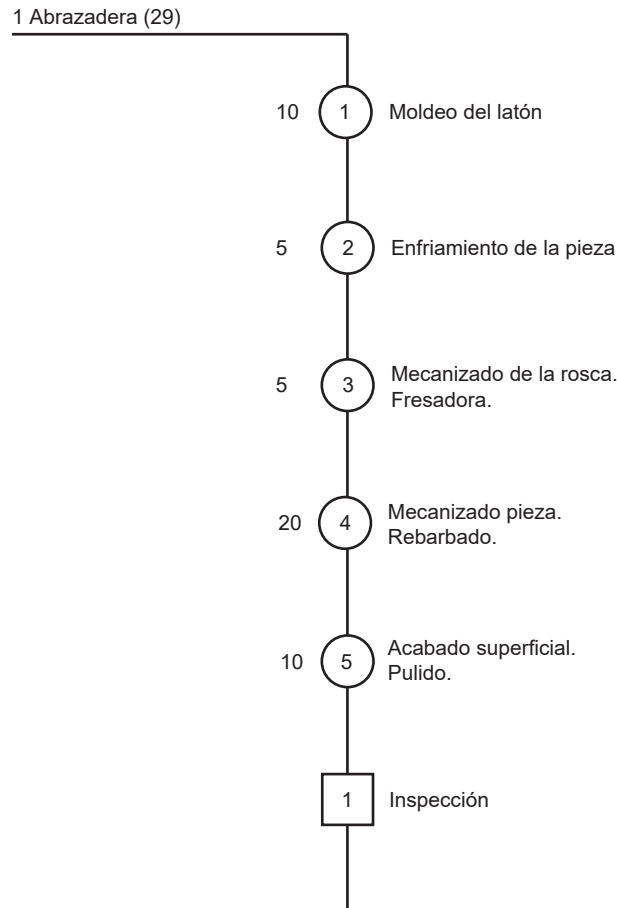 1 Abrazadera (29)
10 1 Moldeo del latón
5 2 Enfriamiento de la pieza
5 3 Mecanizado de la rosca.
Fresadora.
20 4 Mecanizado pieza.
Rebarbado.
10 5 Acabado superficial.
Pulido.
1 Inspección